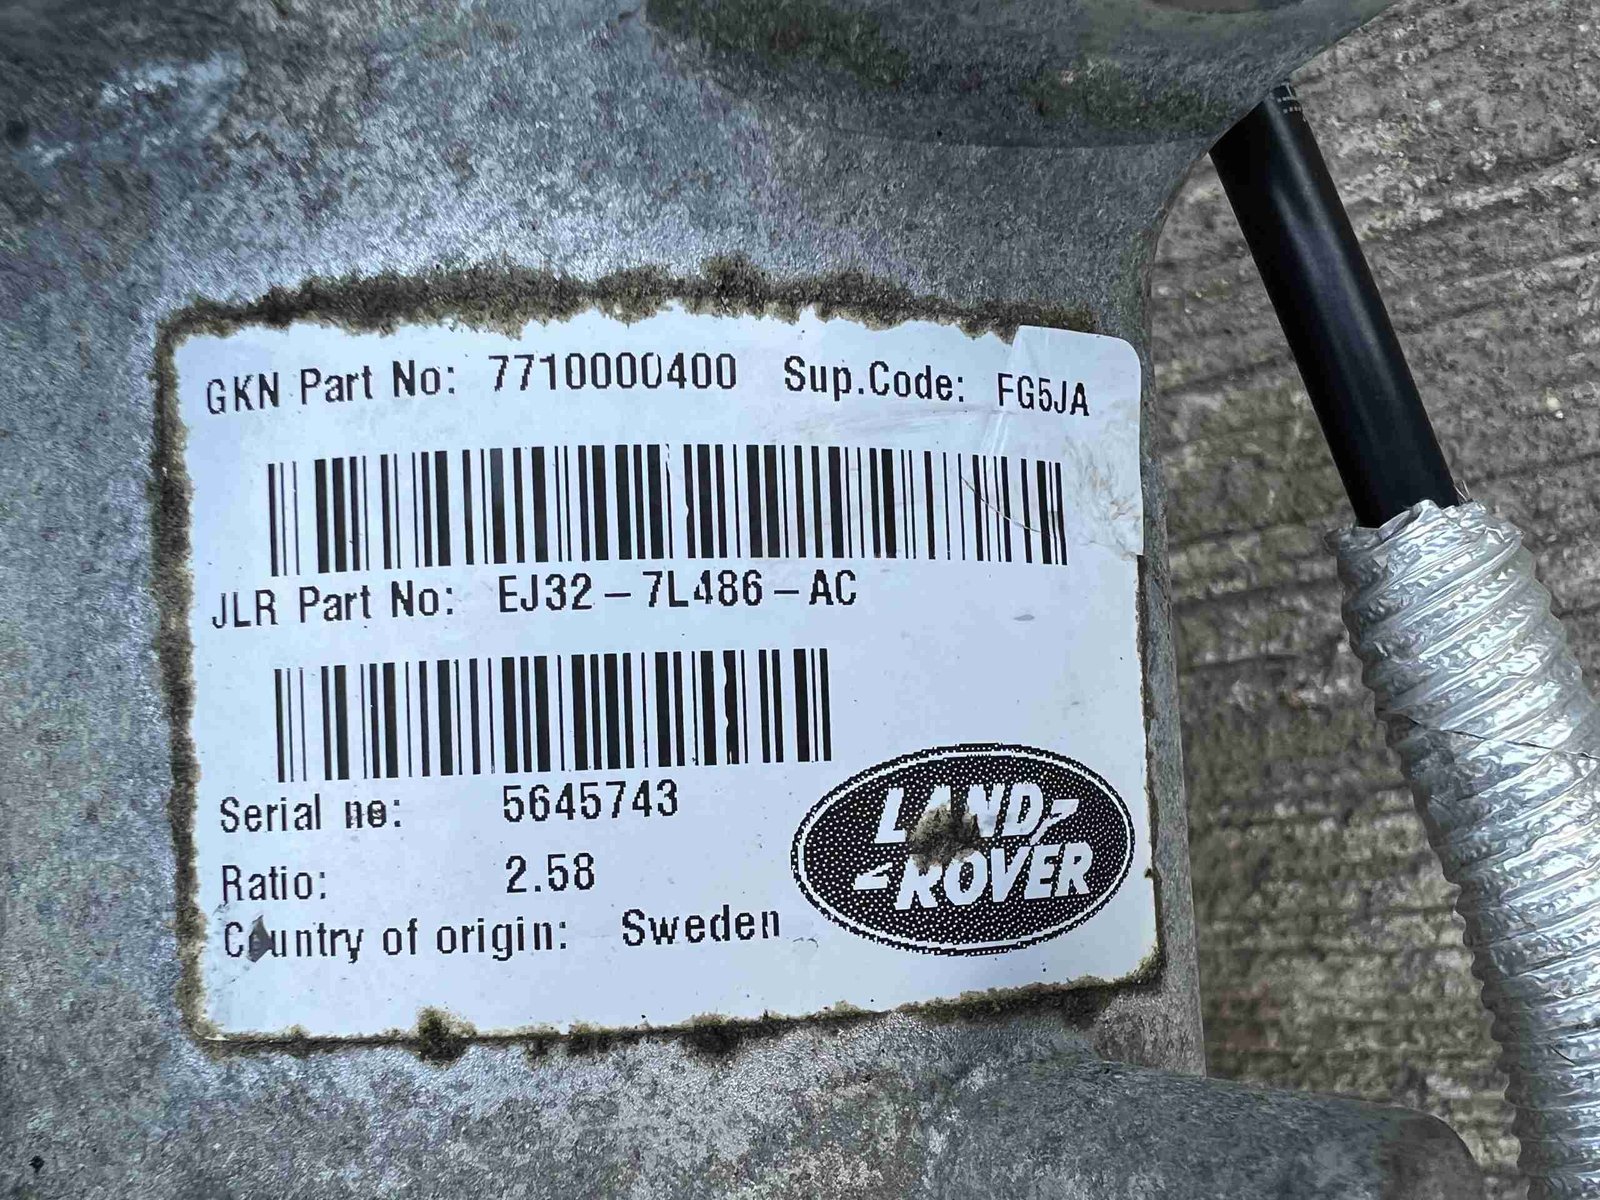 GKN Part No: 7710000400 Sup.Code: FG5JA
JLR Part No: EJ32-7L486-AC
Serial no: 5645743
Ratio: 2.58
Country of origin: Sweden
LAND
ROVER